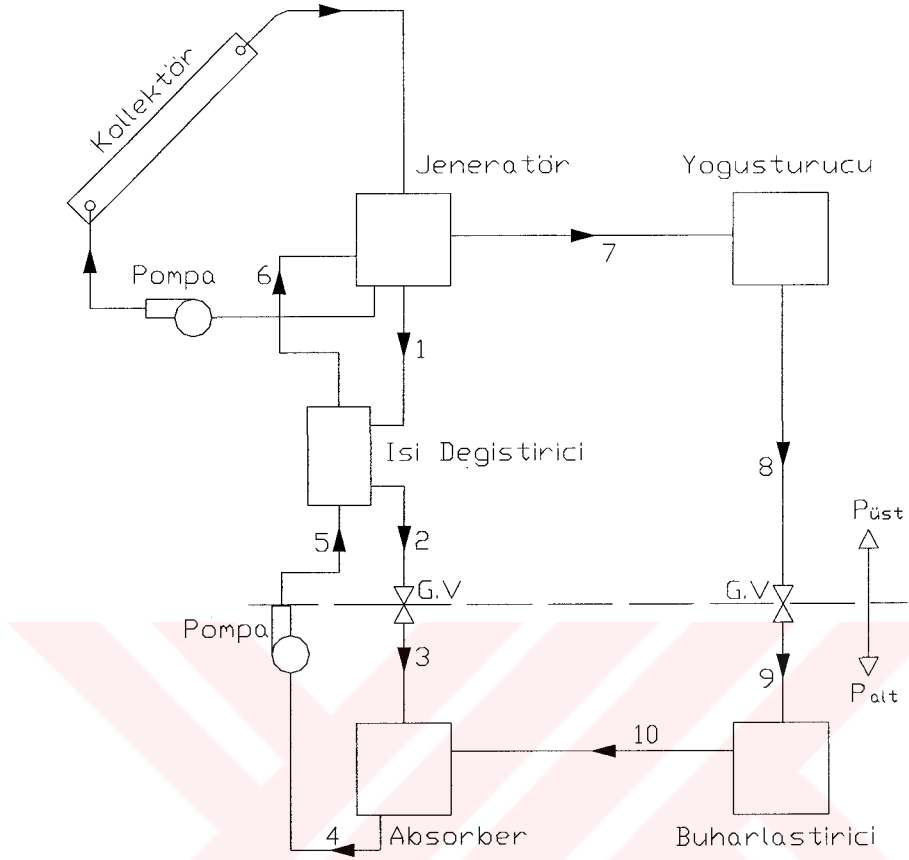 Kollektör
Jeneratör
Yogusturucu
7
6
Pompa
1
Isi Degistirici
8
5
2
Püst
G.V
G.V
Pompa
3
9
Palt
10
4
Absorber
Buharlastirici